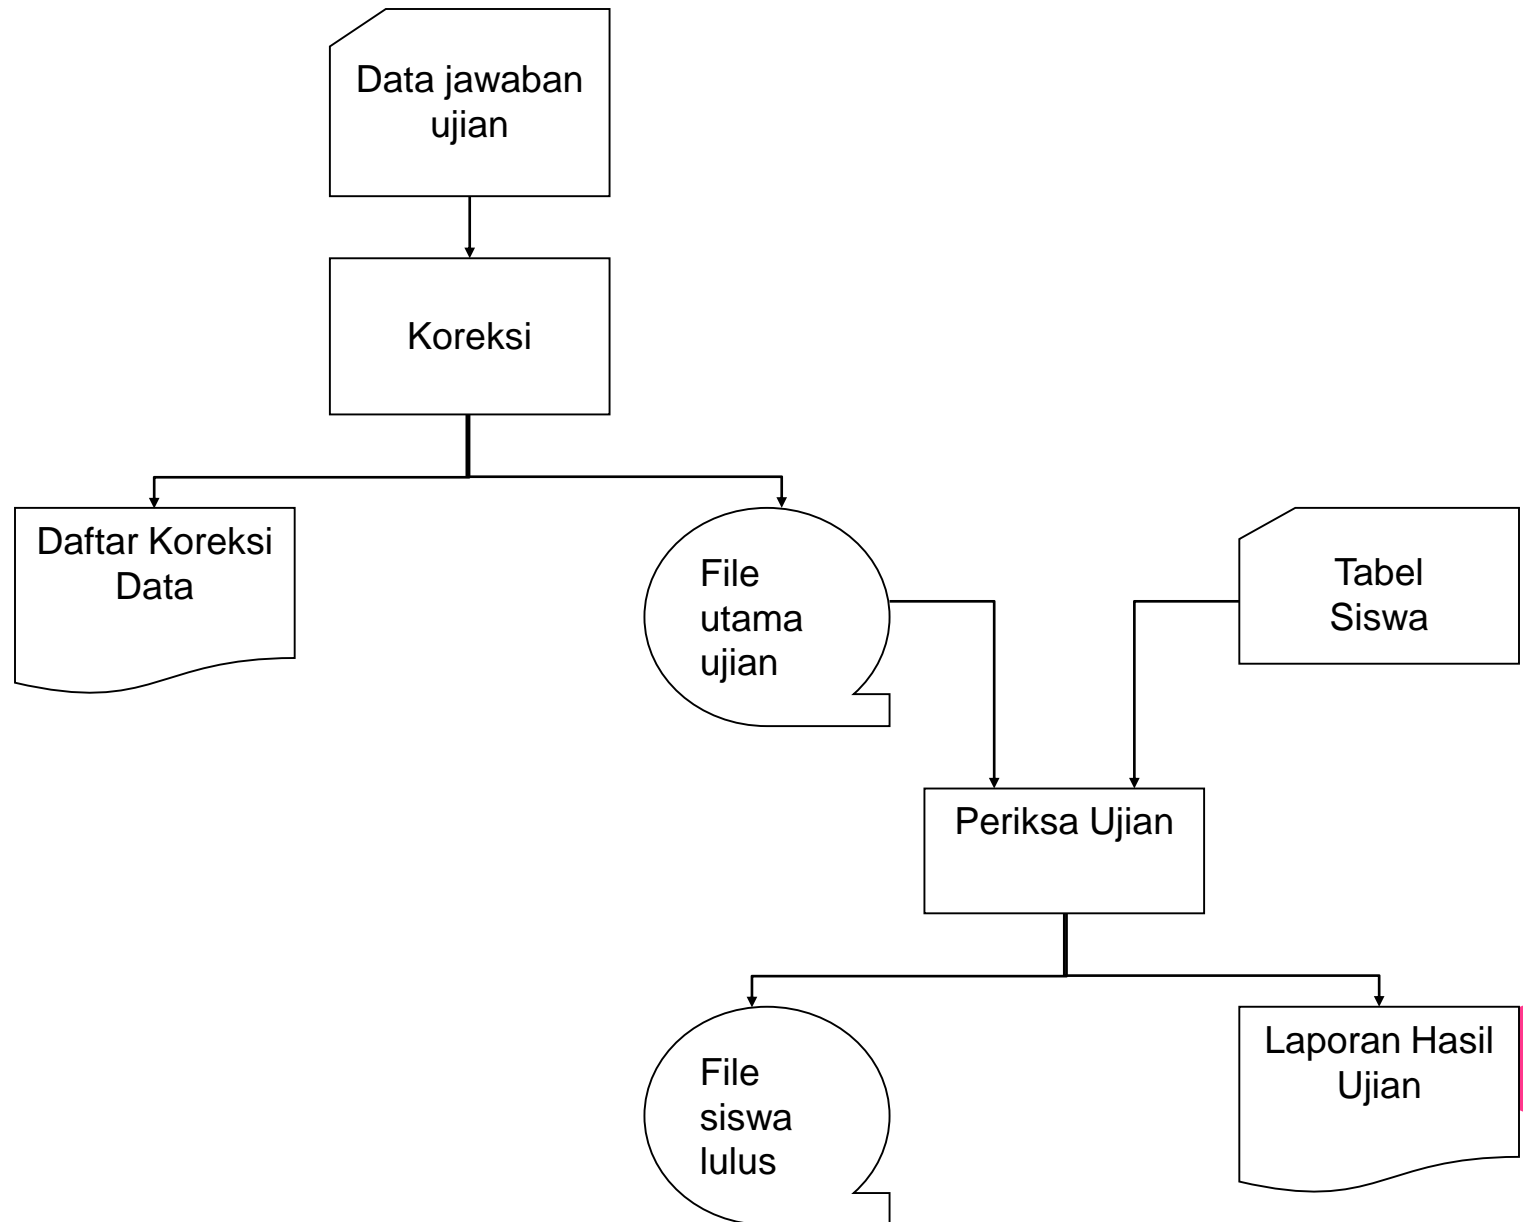 Data jawaban
ujian
Koreksi
Daftar Koreksi
Data
File
utama
ujian
Tabel
Siswa
Periksa Ujian
File
siswa
lulus
Laporan Hasil
Ujian